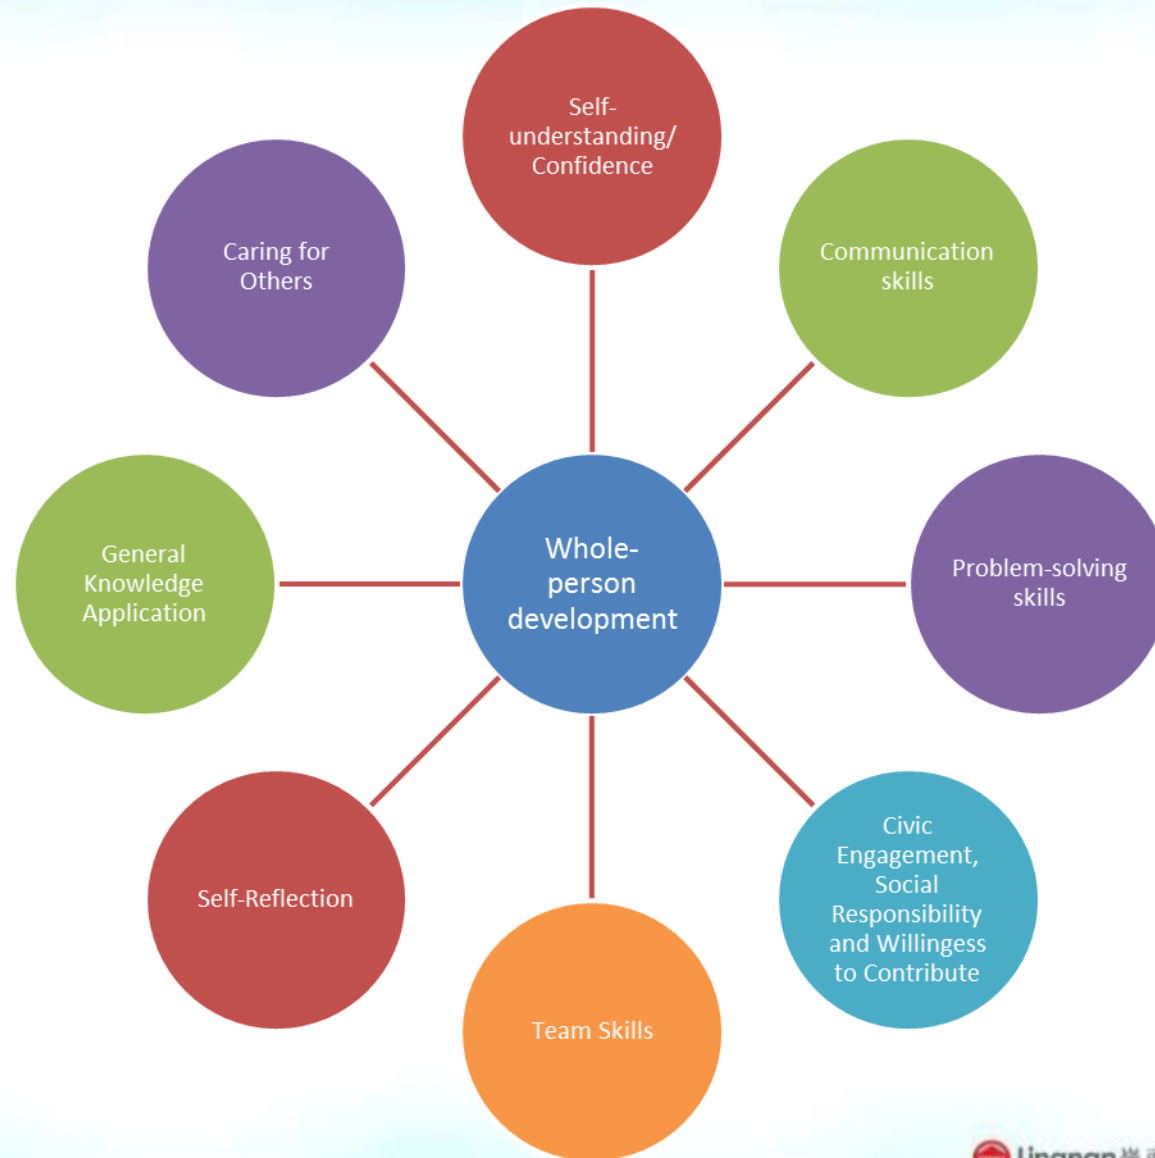 Self-
understanding/
Confidence
Communication
skills
Problem-solving
skills
Civic
Engagement,
Social
Responsibility
and Willingess
to Contribute
Team Skills
Self-Reflection
General
Knowledge
Application
Caring for
Others
Whole-
person
development
Lingnan